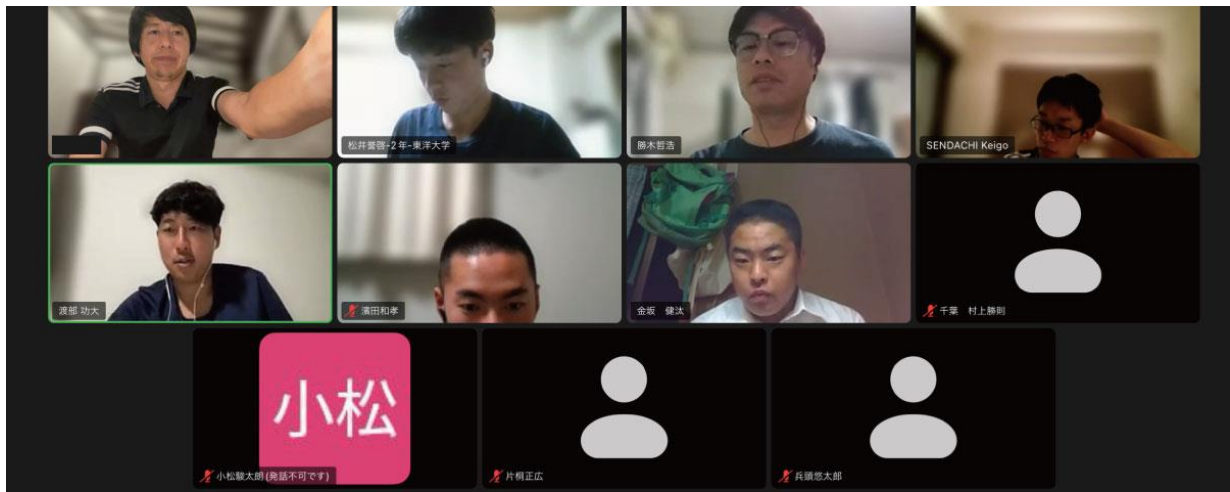 松井誉啓-2年-東洋大学
勝木哲浩
SENDACHI Keigo
渡部 功大
濱田和孝
金坂　健汰
千葉　村上勝則
小松
小松駿太朗(発話不可です)
片桐正広
兵頭悠太郎